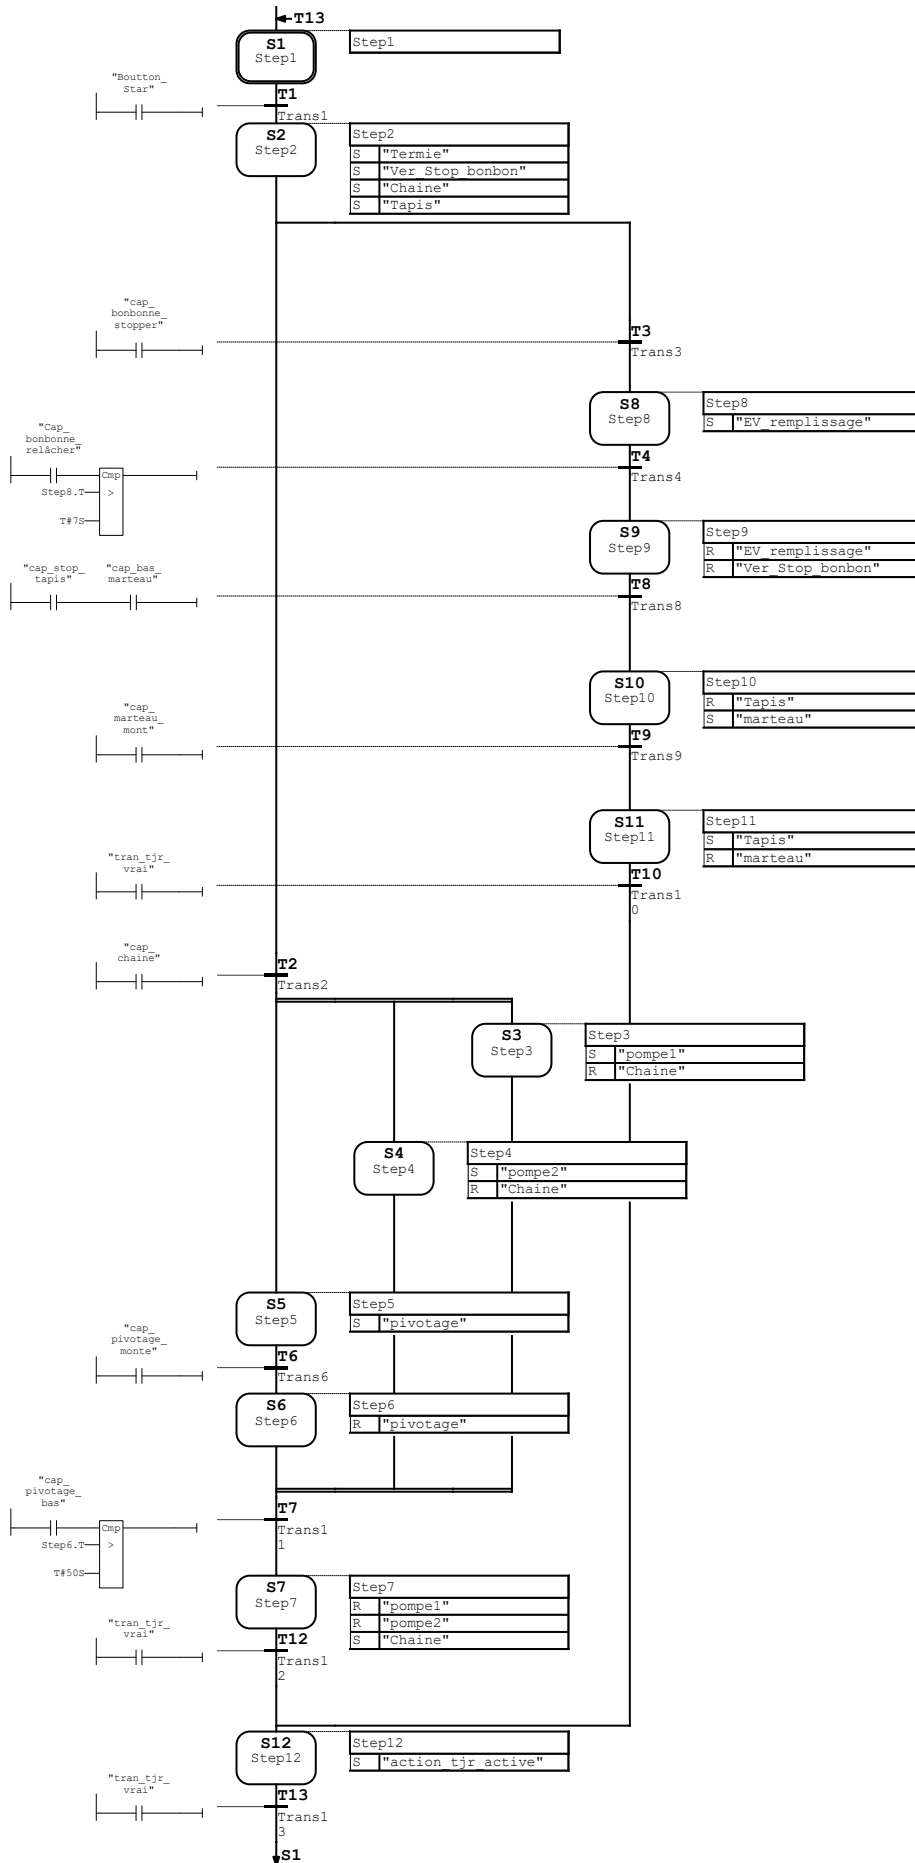 T13
S1
Step1
Step1
"Boutton_
Star"
T1
Trans1
S2
Step2
Step2
S "Termie"
S "Ver_Stop_bonbon"
S "Chaine"
S "Tapis"
"cap_
bonbonne_
stopper"
T3
Trans3
S8
Step8
Step8
S "EV_remplissage"
"Cap_
bonbonne_
relâcher"
Cmp
Step8.T
>
T#7S
T4
Trans4
S9
Step9
Step9
R "EV_remplissage"
R "Ver_Stop_bonbon"
"cap_stop_
tapis"
"cap_bas_
marteau"
T8
Trans8
S10
Step10
Step10
R "Tapis"
S "marteau"
"cap_
marteau_
mont"
T9
Trans9
S11
Step11
Step11
S "Tapis"
R "marteau"
"tran_tjr_
vrai"
T10
Trans1
0
"cap_
chaine"
T2
Trans2
S3
Step3
Step3
S "pompe1"
R "Chaine"
S4
Step4
Step4
S "pompe2"
R "Chaine"
S5
Step5
Step5
S "pivotage"
"cap_
pivotage_
monte"
T6
Trans6
S6
Step6
Step6
R "pivotage"
"cap_
pivotage_
bas"
Cmp
Step6.T
>
T#50S
T7
Trans1
1
S7
Step7
Step7
R "pompe1"
R "pompe2"
S "Chaine"
"tran_tjr_
vrai"
T12
Trans1
2
S12
Step12
Step12
S "action_tjr_active"
"tran_tjr_
vrai"
T13
Trans1
3
S1